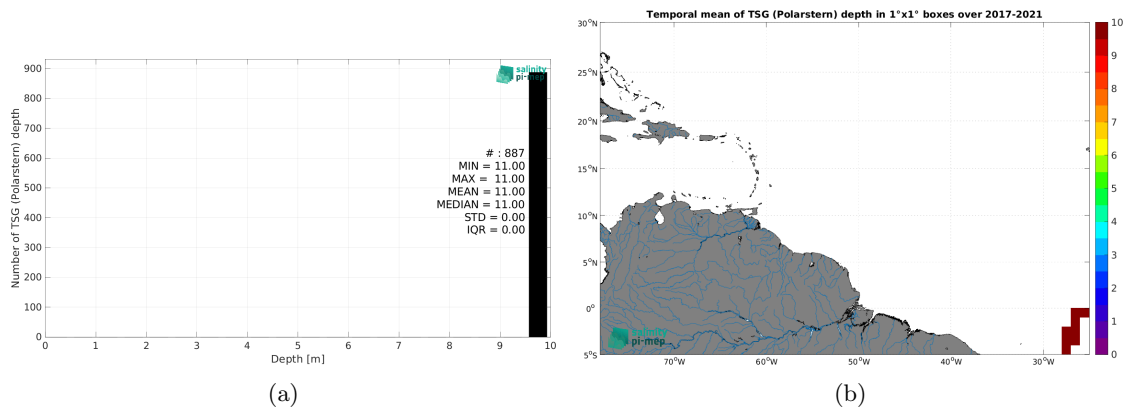 Number of TSG (Polarstern) depth
900
800
700
600
500
400
300
200
100
0
salinity
pi-mep
# : 887
MIN = 11.00
MAX = 11.00
MEAN = 11.00
MEDIAN = 11.00
STD = 0.00
IQR = 0.00
0 1 2 3 4 5 6 7 8 9 10
Depth [m]
(a)
Temporal mean of TSG (Polarstern) depth in 1°x1° boxes over 2017-2021
30°N
25°N
20°N
15°N
10°N
5°N
0°
5°S
salinity
pi-mep
70°W 60°W 50°W 40°W 30°W
10
9
8
7
6
5
4
3
2
1
0
(b)